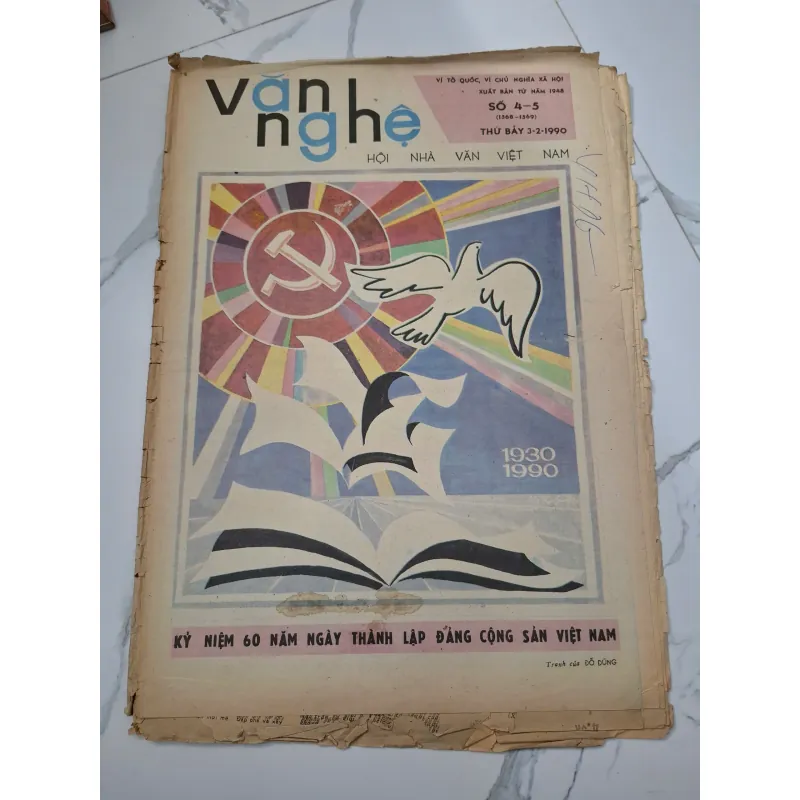 văn nghệ
VÌ TỔ QUỐC, VÌ CHỦ NGHĨA XÃ HỘI
XUẤT BẢN TỪ NĂM 1948
SỐ 4-5
(1368-1369)
THỨ BẢY 3-2-1990
HỘI NHÀ VĂN VIỆT NAM
1930
1990
KỶ NIỆM 60 NĂM NGÀY THÀNH LẬP ĐẢNG CỘNG SẢN VIỆT NAM
Tranh của ĐỖ DŨNG